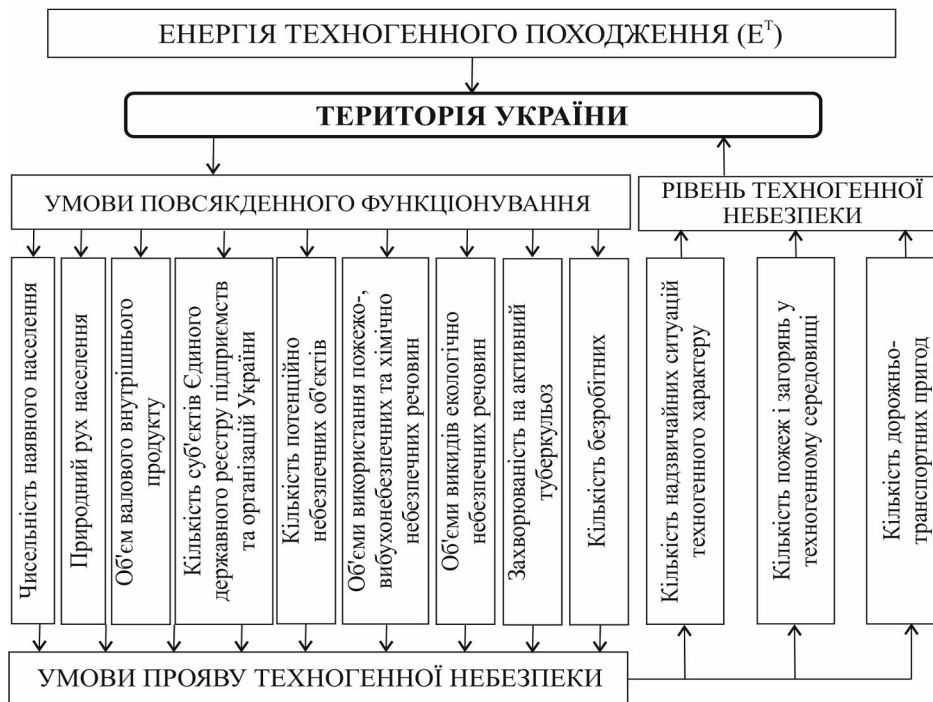 ЕНЕРГІЯ ТЕХНОГЕННОГО ПОХОДЖЕННЯ (Eᵀ)
ТЕРИТОРІЯ УКРАЇНИ
УМОВИ ПОВСЯКДЕННОГО ФУНКЦІОНУВАННЯ
РІВЕНЬ ТЕХНОГЕННОЇ
НЕБЕЗПЕКИ
Чисельність наявного населення
Природний рух населення
Об'єм валового внутрішнього
продукту
Кількість суб'єктів Єдиного
державного реєстру підприємств
та організацій України
Кількість потенційно
небезпечних об'єктів
Об'єми використання пожежо-,
вибухонебезпечних та хімічно
небезпечних речовин
Об'єми викидів екологічно
небезпечних речовин
Захворюваність на активний
туберкульоз
Кількість безробітних
Кількість надзвичайних ситуацій
техногенного характеру
Кількість пожеж і загорянь у
техногенному середовищі
Кількість дорожньо-
транспортних пригод
УМОВИ ПРОЯВУ ТЕХНОГЕННОЇ НЕБЕЗПЕКИ